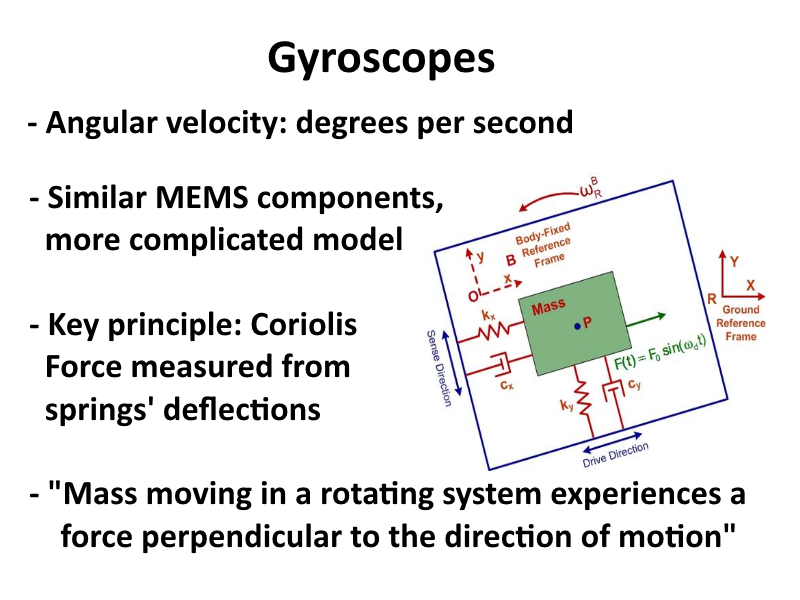 Gyroscopes
- Angular velocity: degrees per second
- Similar MEMS components,
more complicated model
- Key principle: Coriolis
Force measured from
springs' deflections
- "Mass moving in a rotating system experiences a
force perpendicular to the direction of motion"
ω_R^B
Body-Fixed
Reference
Frame
B
y
x
O
Mass
P
k_x
c_x
k_y
c_y
F(t) = F_0 sin(ω_d t)
Sense Direction
Drive Direction
Y
X
R
Ground
Reference
Frame